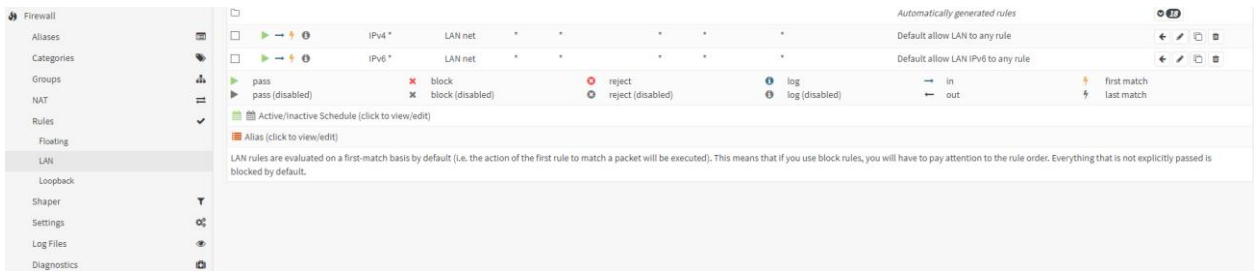 Firewall
Aliases
Categories
Groups
NAT
Rules
Floating
LAN
Loopback
Shaper
Settings
Log Files
Diagnostics
Automatically generated rules 18
IPv4 * LAN net * * * * * Default allow LAN to any rule
IPv6 * LAN net * * * * * Default allow LAN IPv6 to any rule
pass block reject log in first match
pass (disabled) block (disabled) reject (disabled) log (disabled) out last match
Active/Inactive Schedule (click to view/edit)
Alias (click to view/edit)
LAN rules are evaluated on a first-match basis by default (i.e. the action of the first rule to match a packet will be executed). This means that if you use block rules, you will have to pay attention to the rule order. Everything that is not explicitly passed is
blocked by default.